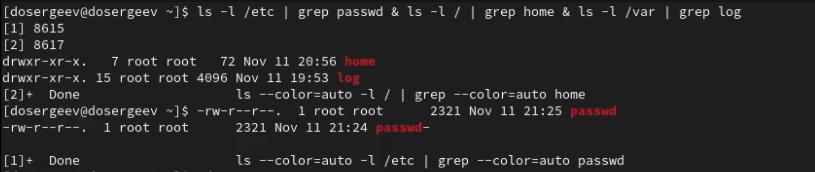 [dosergeev@dosergeev ~]$ ls -l /etc | grep passwd & ls -l / | grep home & ls -l /var | grep log
[1] 8615
[2] 8617
drwxr-xr-x.   7 root root   72 Nov 11 20:56 home
drwxr-xr-x. 15 root root 4096 Nov 11 19:53 log
[2]+  Done                    ls --color=auto -l / | grep --color=auto home
[dosergeev@dosergeev ~]$ -rw-r--r--.  1 root root      2321 Nov 11 21:25 passwd
-rw-r--r--.  1 root root      2321 Nov 11 21:24 passwd-
[1]+  Done                    ls --color=auto -l /etc | grep --color=auto passwd